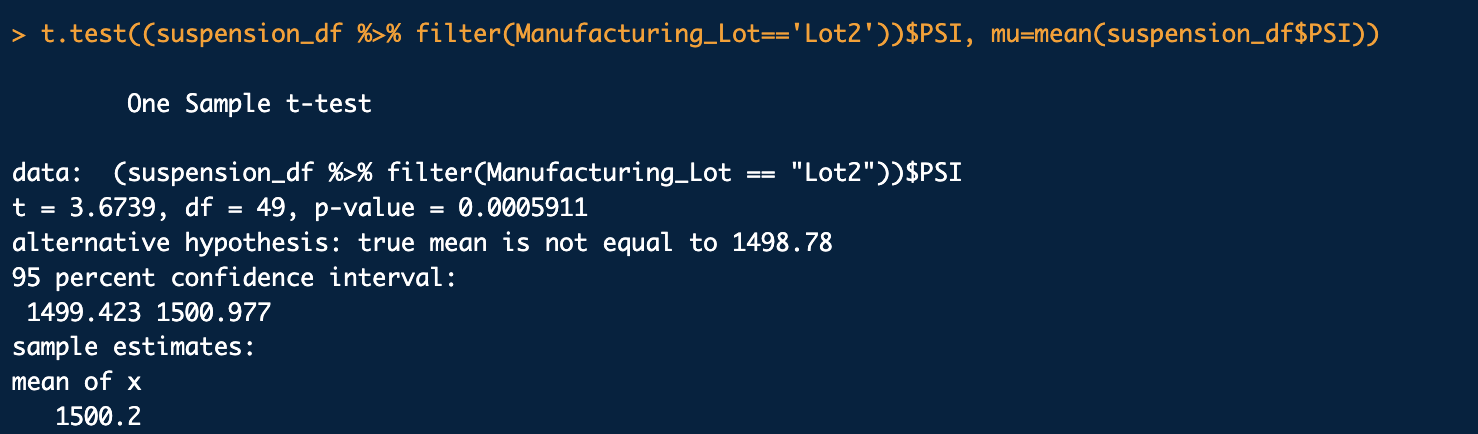 > t.test((suspension_df %>% filter(Manufacturing_Lot=='Lot2'))$PSI, mu=mean(suspension_df$PSI))
One Sample t-test
data:  (suspension_df %>% filter(Manufacturing_Lot == "Lot2"))$PSI
t = 3.6739, df = 49, p-value = 0.0005911
alternative hypothesis: true mean is not equal to 1498.78
95 percent confidence interval:
1499.423 1500.977
sample estimates:
mean of x
1500.2